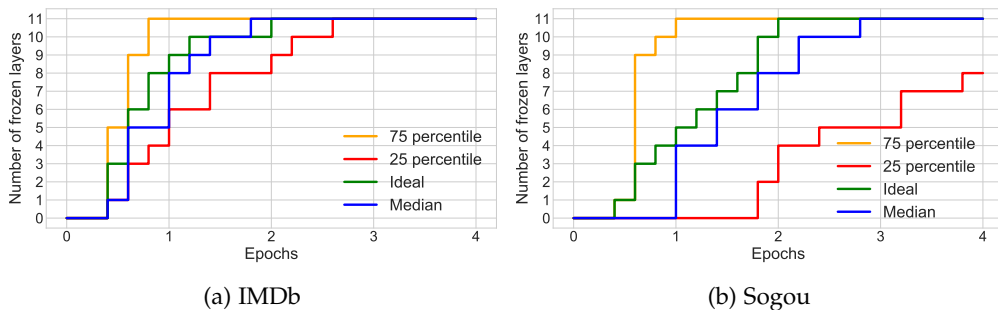 Number of frozen layers
11
10
9
8
7
6
5
4
3
2
1
0
75 percentile
25 percentile
Ideal
Median
0 1 2 3 4
Epochs
(a) IMDb
Number of frozen layers
11
10
9
8
7
6
5
4
3
2
1
0
75 percentile
25 percentile
Ideal
Median
0 1 2 3 4
Epochs
(b) Sogou